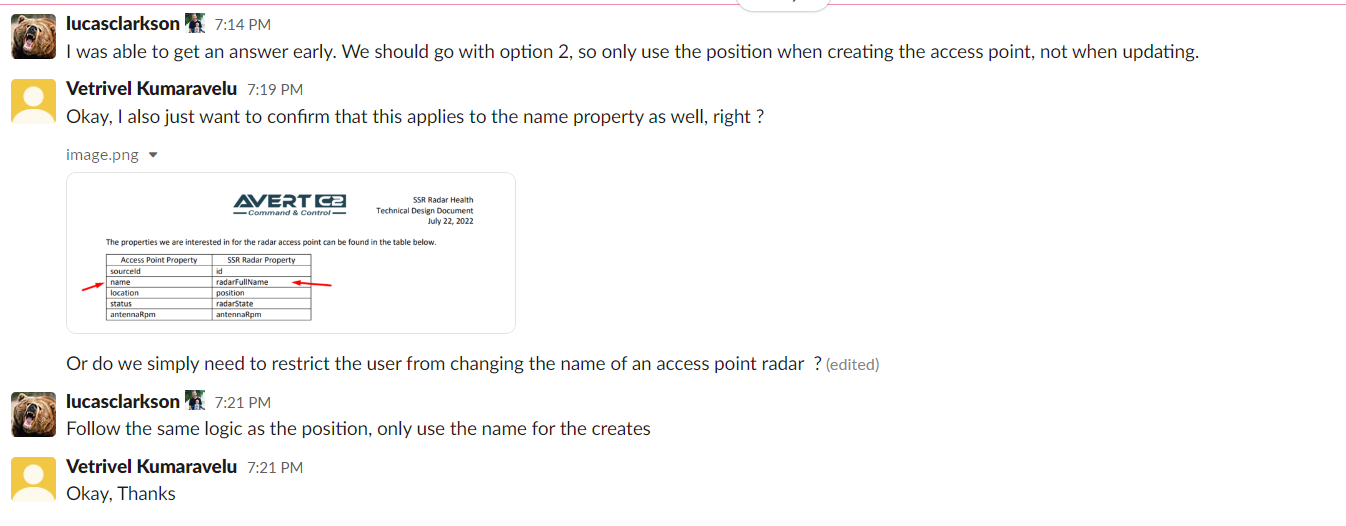 lucasclarkson 7:14 PM
I was able to get an answer early. We should go with option 2, so only use the position when creating the access point, not when updating.
Vetrivel Kumaravelu 7:19 PM
Okay, I also just want to confirm that this applies to the name property as well, right ?
image.png
AVERT C2
Command & Control
SSR Radar Health
Technical Design Document
July 22, 2022
The properties we are interested in for the radar access point can be found in the table below.
Access Point Property SSR Radar Property
sourceId id
name radarFullName
location position
status radarState
antennaRpm antennaRpm
Or do we simply need to restrict the user from changing the name of an access point radar ? (edited)
lucasclarkson 7:21 PM
Follow the same logic as the position, only use the name for the creates
Vetrivel Kumaravelu 7:21 PM
Okay, Thanks